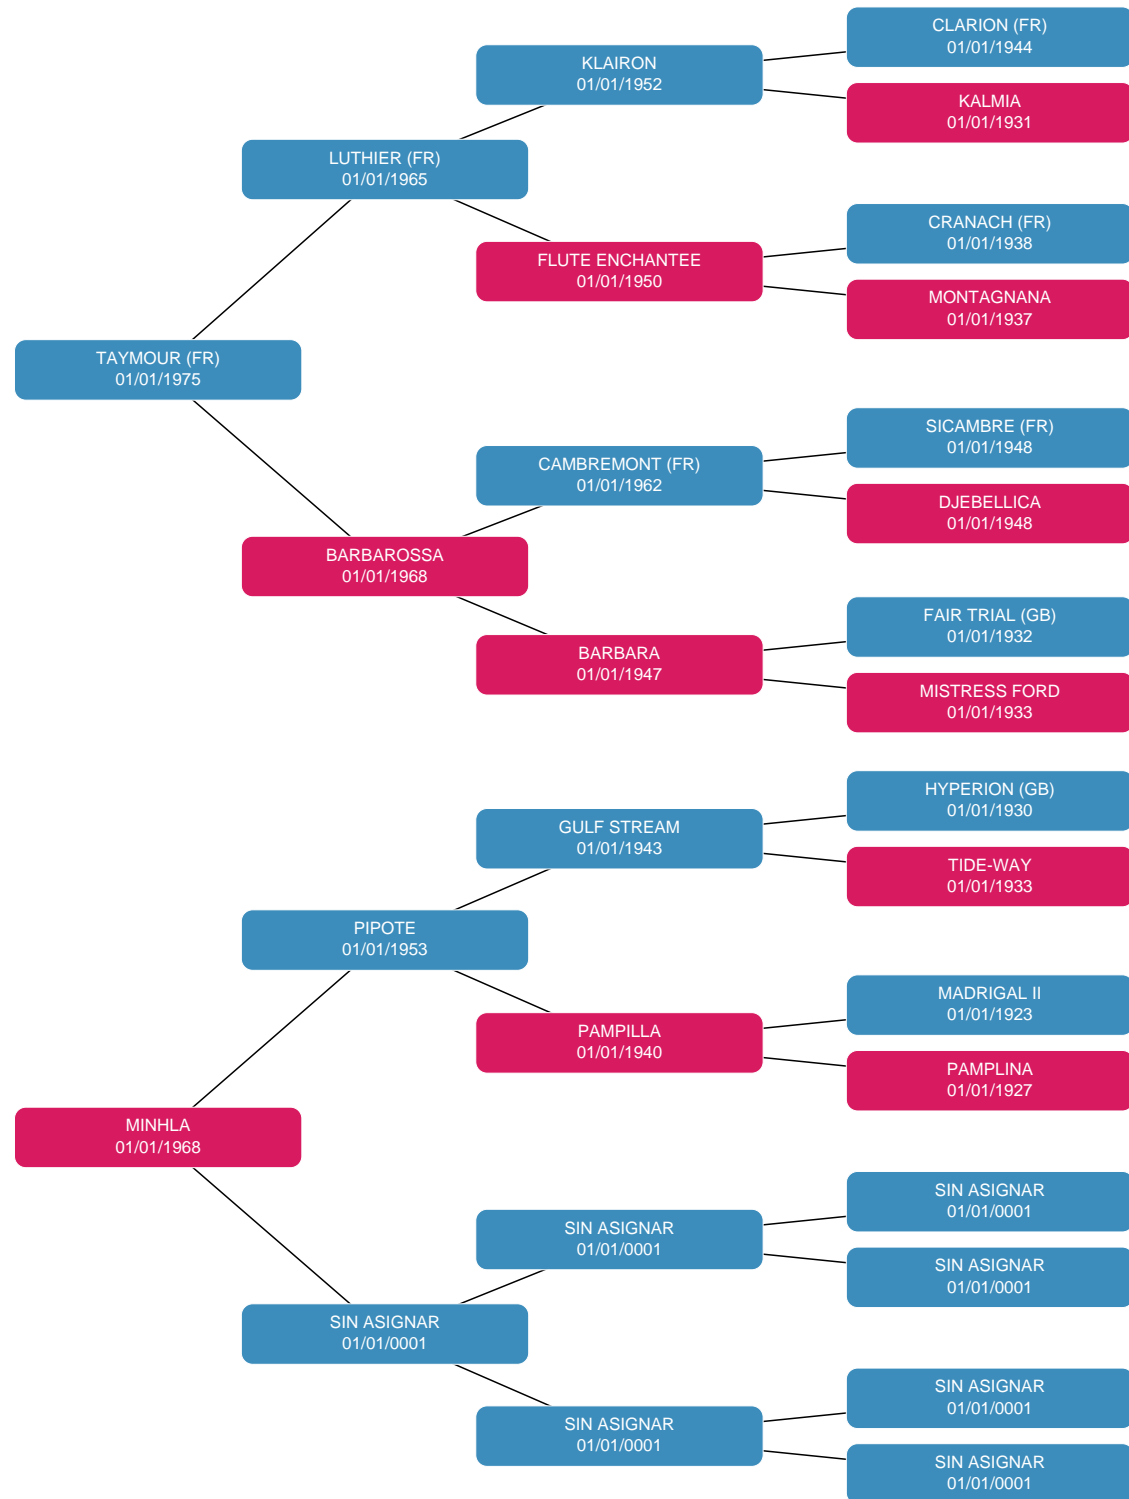 CLARION (FR)
01/01/1944
KLAIRON
01/01/1952
KALMIA
01/01/1931
LUTHIER (FR)
01/01/1965
CRANACH (FR)
01/01/1938
FLUTE ENCHANTEE
01/01/1950
MONTAGNANA
01/01/1937
TAYMOUR (FR)
01/01/1975
SICAMBRE (FR)
01/01/1948
CAMBREMONT (FR)
01/01/1962
DJEBELLICA
01/01/1948
BARBAROSSA
01/01/1968
FAIR TRIAL (GB)
01/01/1932
BARBARA
01/01/1947
MISTRESS FORD
01/01/1933
HYPERION (GB)
01/01/1930
GULF STREAM
01/01/1943
TIDE-WAY
01/01/1933
PIPOTE
01/01/1953
MADRIGAL II
01/01/1923
PAMPILLA
01/01/1940
PAMPLINA
01/01/1927
MINHLA
01/01/1968
SIN ASIGNAR
01/01/0001
SIN ASIGNAR
01/01/0001
SIN ASIGNAR
01/01/0001
SIN ASIGNAR
01/01/0001
SIN ASIGNAR
01/01/0001
SIN ASIGNAR
01/01/0001
SIN ASIGNAR
01/01/0001